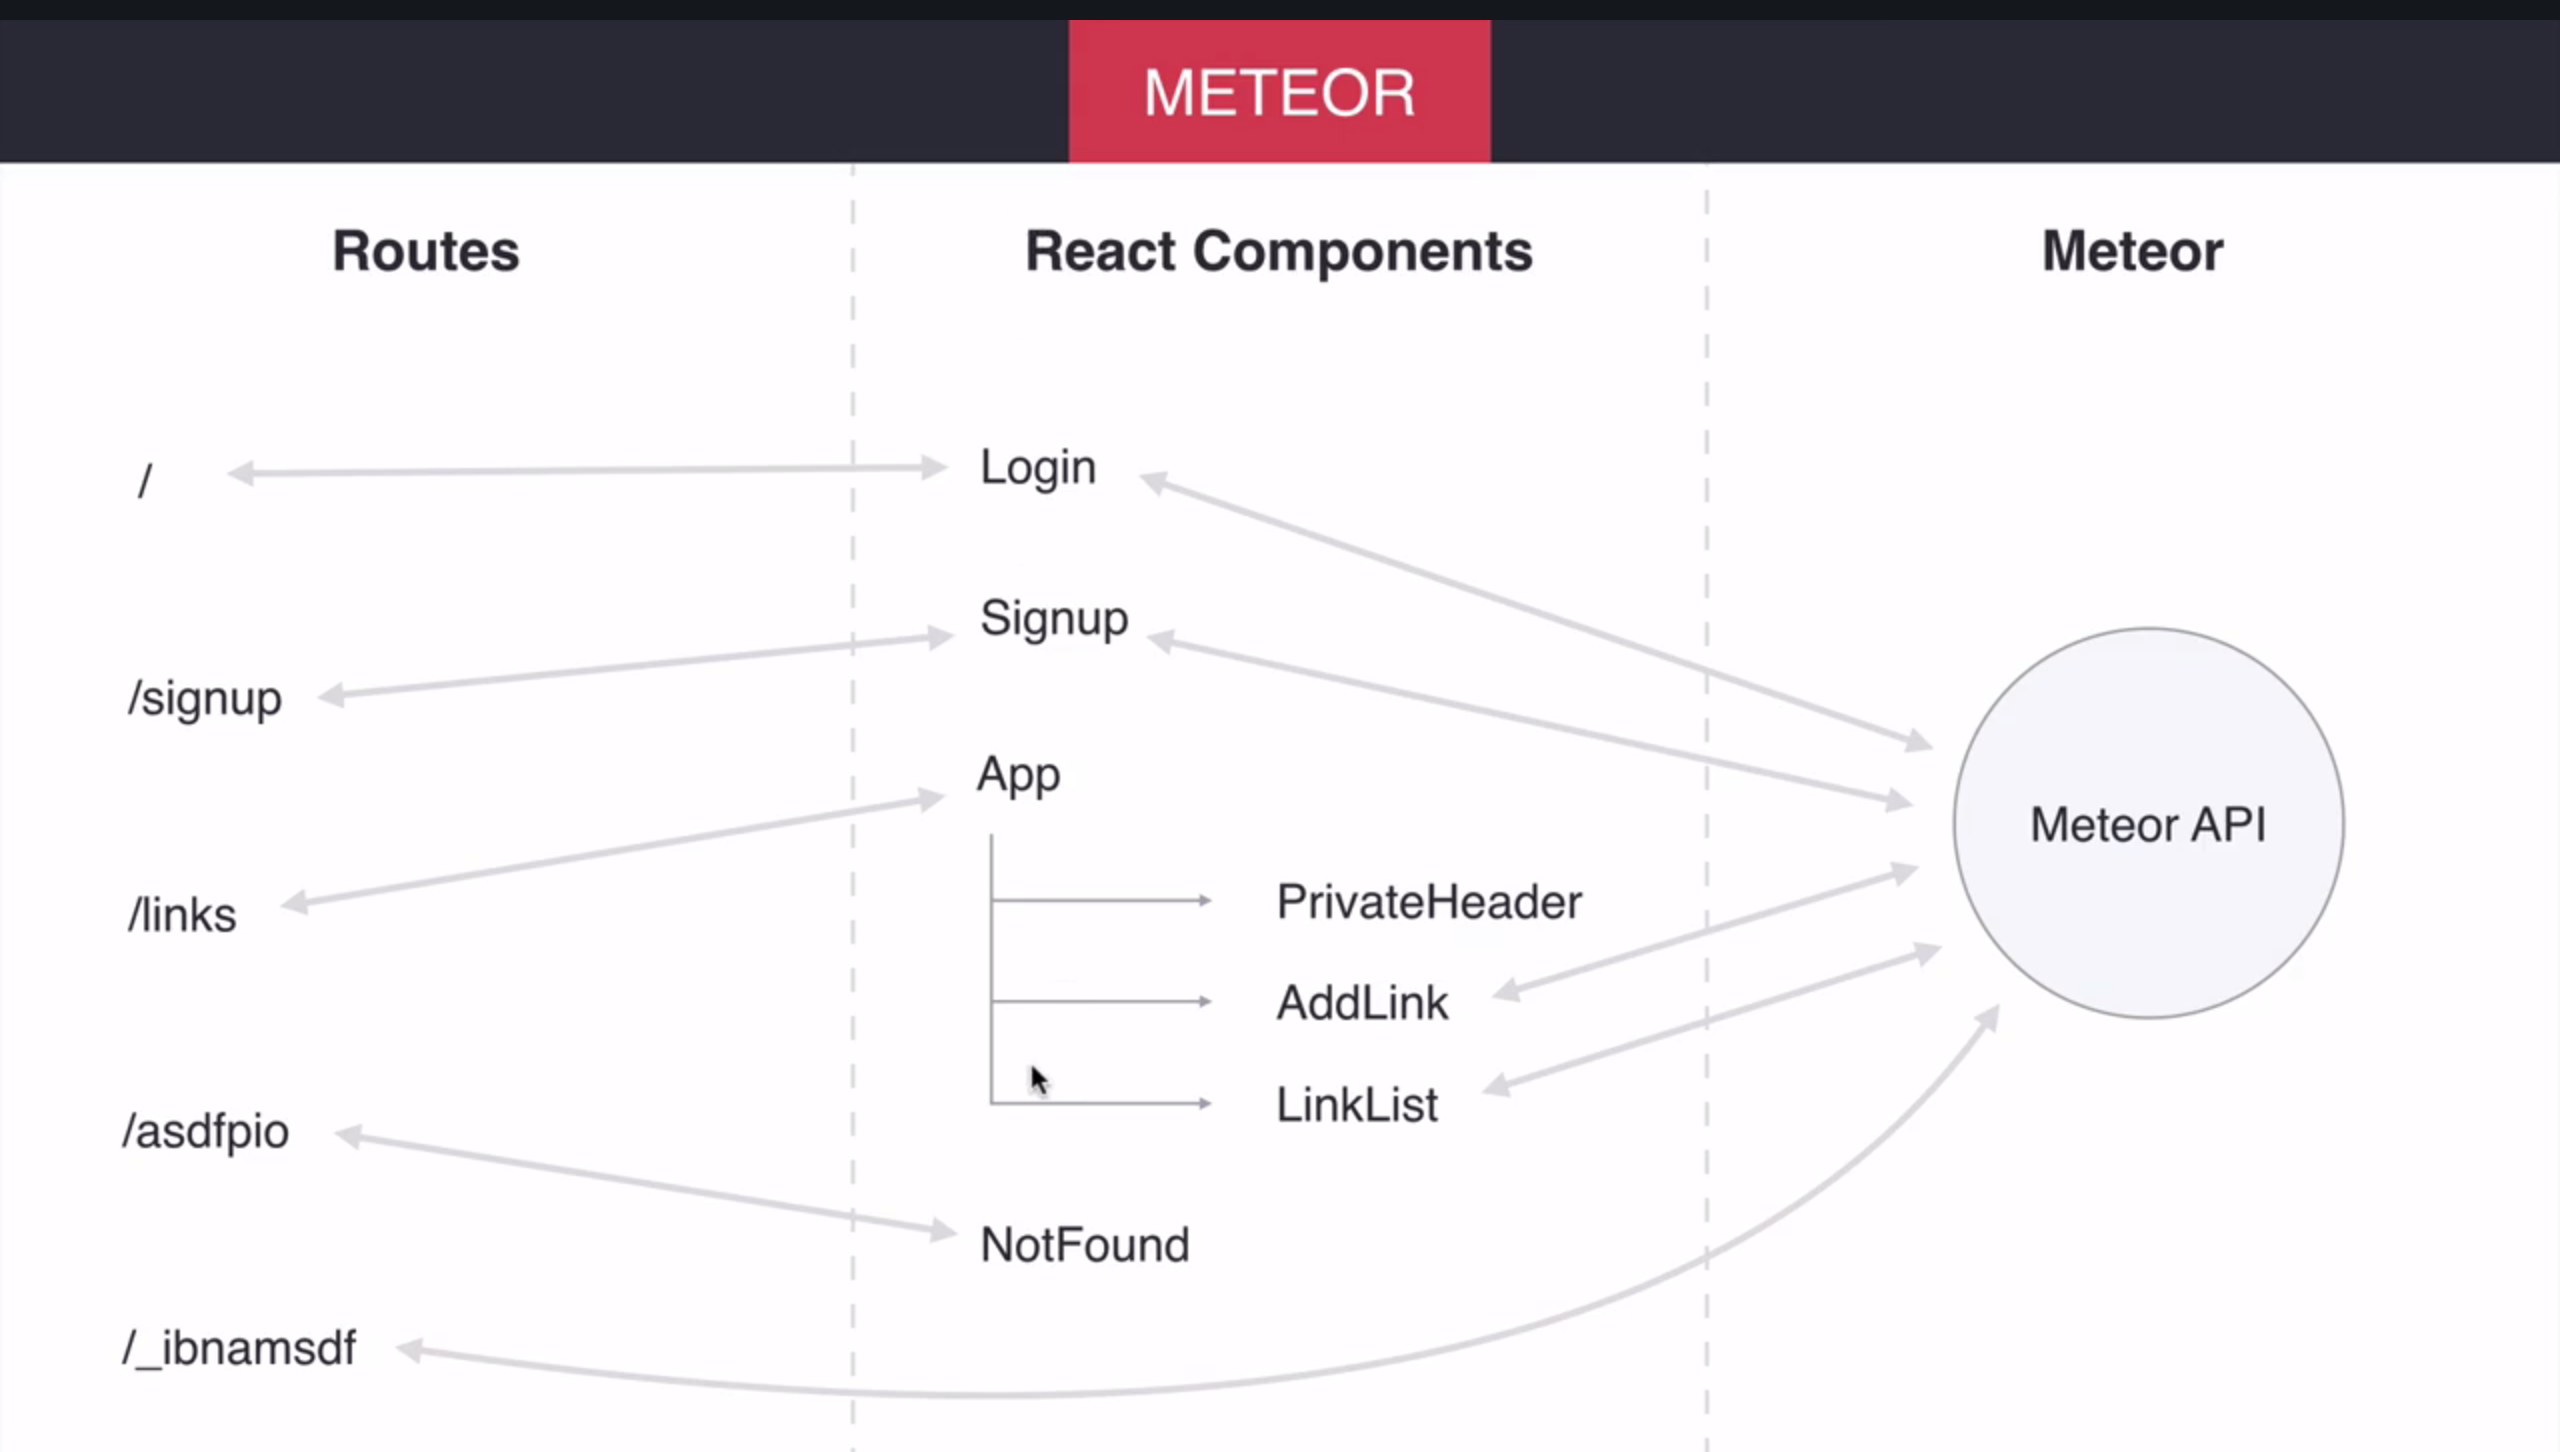 METEOR
Routes
React Components
Meteor
/
/signup
/links
/asdfpio
/_ibnamsdf
Login
Signup
App
PrivateHeader
AddLink
LinkList
NotFound
Meteor API